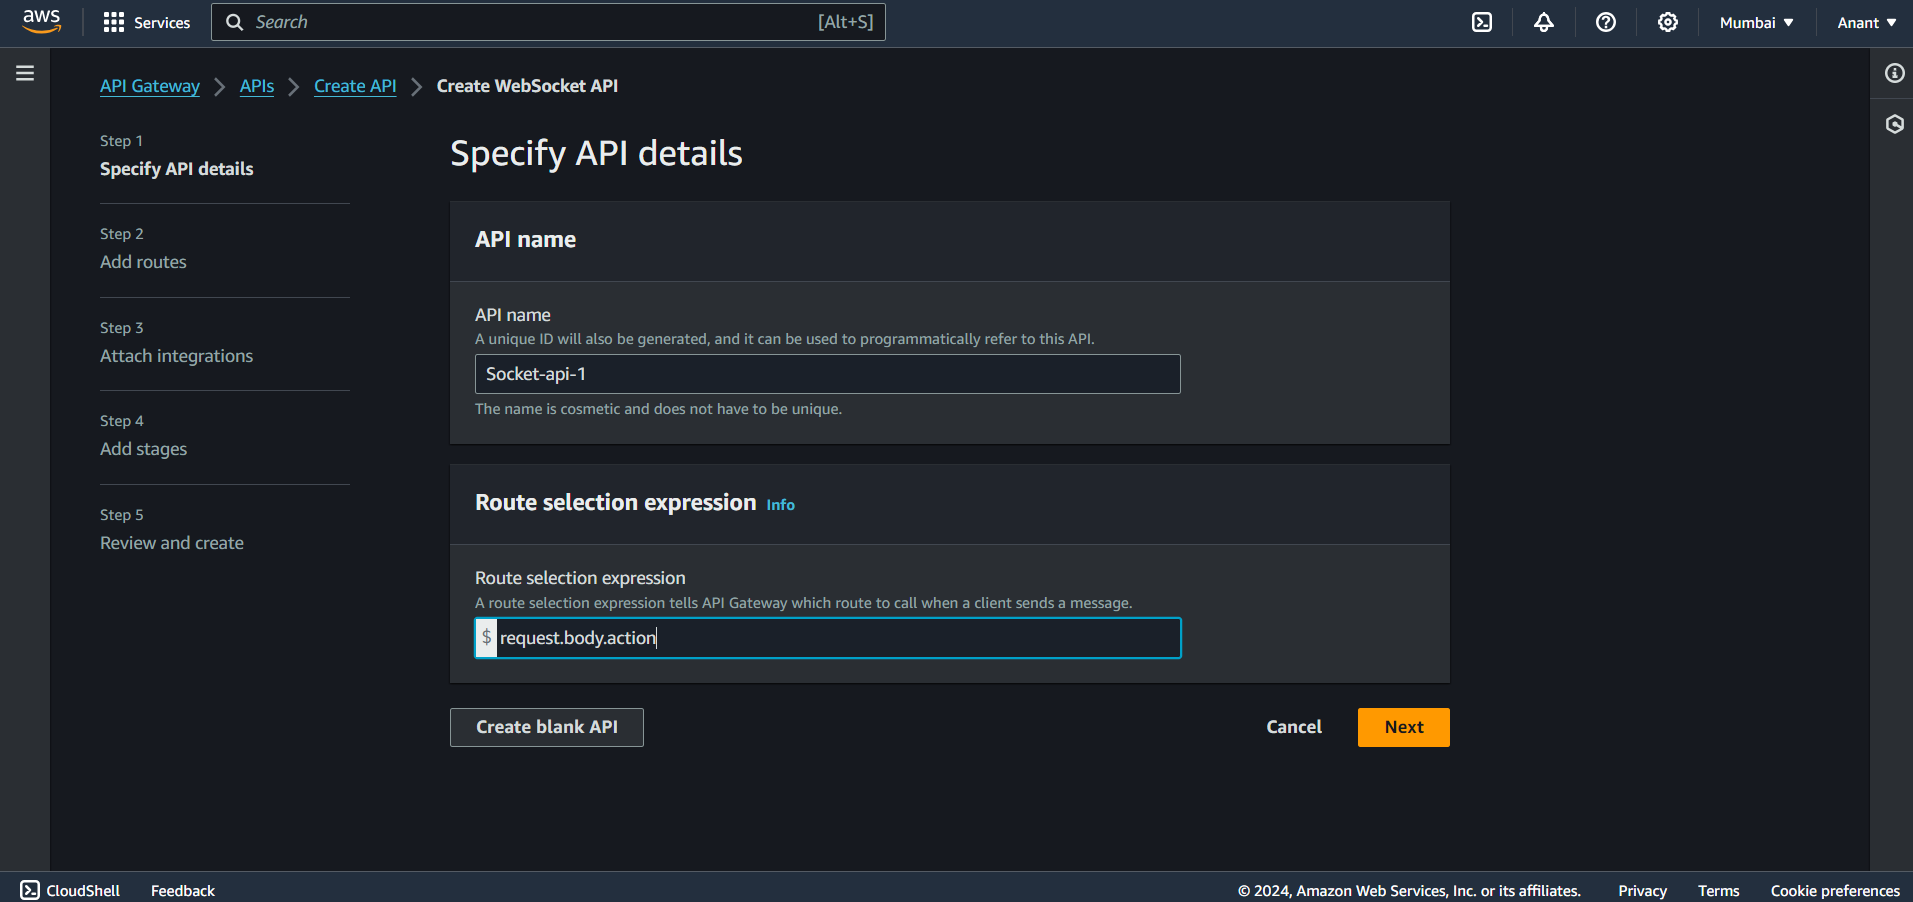 aws
Services
Search [Alt+S]
Mumbai ▼
Anant ▼
API Gateway > APIs > Create API > Create WebSocket API
Step 1
Specify API details
Step 2
Add routes
Step 3
Attach integrations
Step 4
Add stages
Step 5
Review and create
Specify API details
API name
API name
A unique ID will also be generated, and it can be used to programmatically refer to this API.
Socket-api-1
The name is cosmetic and does not have to be unique.
Route selection expression Info
Route selection expression
A route selection expression tells API Gateway which route to call when a client sends a message.
$ request.body.action
Create blank API
Cancel
Next
CloudShell
Feedback
© 2024, Amazon Web Services, Inc. or its affiliates.
Privacy
Terms
Cookie preferences